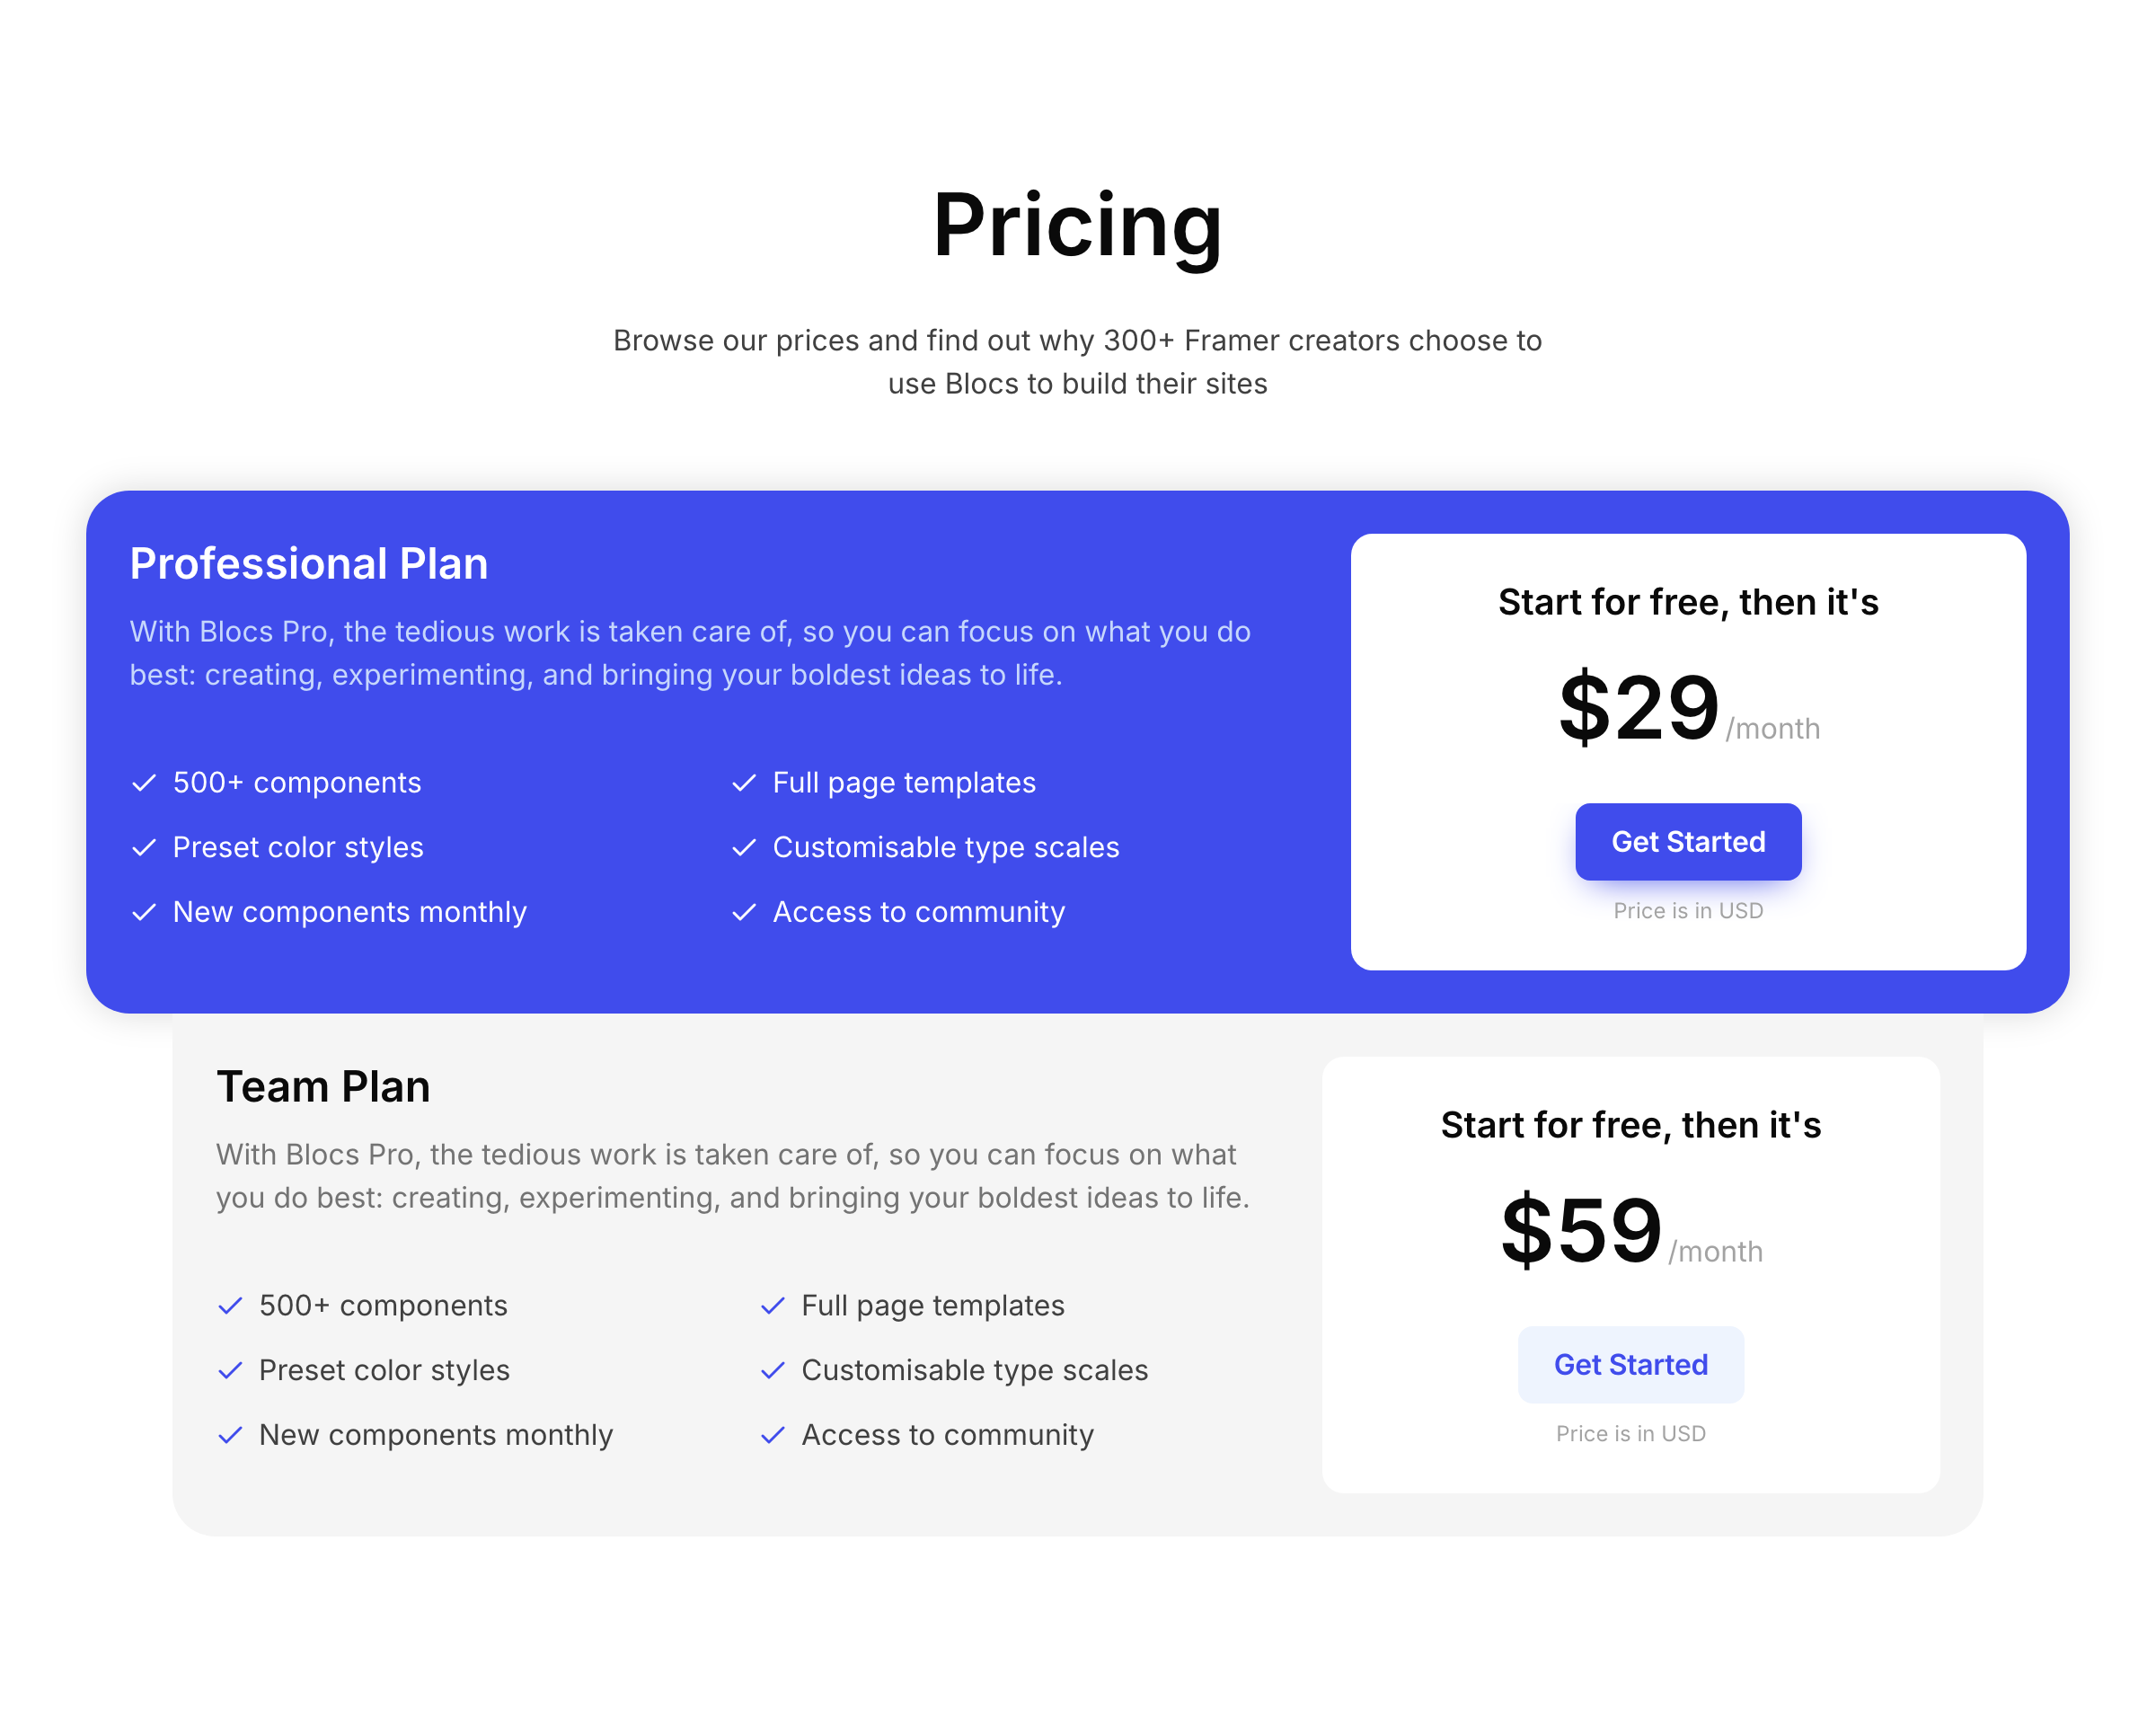 Pricing
Browse our prices and find out why 300+ Framer creators choose to
use Blocs to build their sites
Professional Plan
With Blocs Pro, the tedious work is taken care of, so you can focus on what you do
best: creating, experimenting, and bringing your boldest ideas to life.
500+ components
Full page templates
Preset color styles
Customisable type scales
New components monthly
Access to community
Start for free, then it's
$29/month
Get Started
Price is in USD
Team Plan
With Blocs Pro, the tedious work is taken care of, so you can focus on what
you do best: creating, experimenting, and bringing your boldest ideas to life.
500+ components
Full page templates
Preset color styles
Customisable type scales
New components monthly
Access to community
Start for free, then it's
$59/month
Get Started
Price is in USD